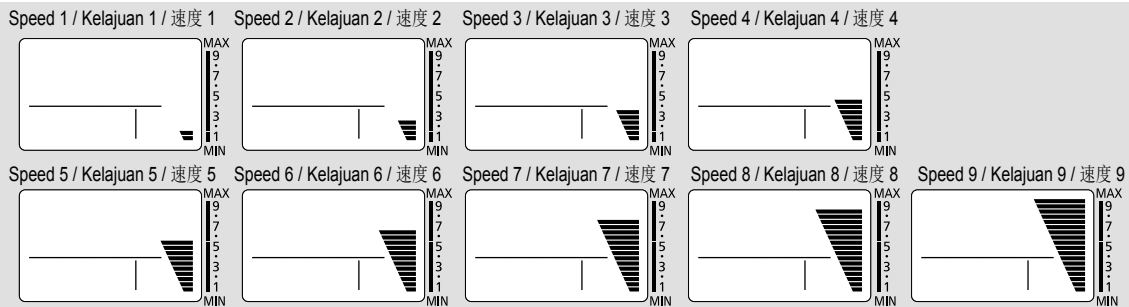 Speed 1 / Kelajuan 1 / 速度 1
Speed 2 / Kelajuan 2 / 速度 2
Speed 3 / Kelajuan 3 / 速度 3
Speed 4 / Kelajuan 4 / 速度 4
MAX
9
7
5
3
1
MIN
MAX
9
7
5
3
1
MIN
MAX
9
7
5
3
1
MIN
MAX
9
7
5
3
1
MIN
Speed 5 / Kelajuan 5 / 速度 5
Speed 6 / Kelajuan 6 / 速度 6
Speed 7 / Kelajuan 7 / 速度 7
Speed 8 / Kelajuan 8 / 速度 8
Speed 9 / Kelajuan 9 / 速度 9
MAX
9
7
5
3
1
MIN
MAX
9
7
5
3
1
MIN
MAX
9
7
5
3
1
MIN
MAX
9
7
5
3
1
MIN
MAX
9
7
5
3
1
MIN